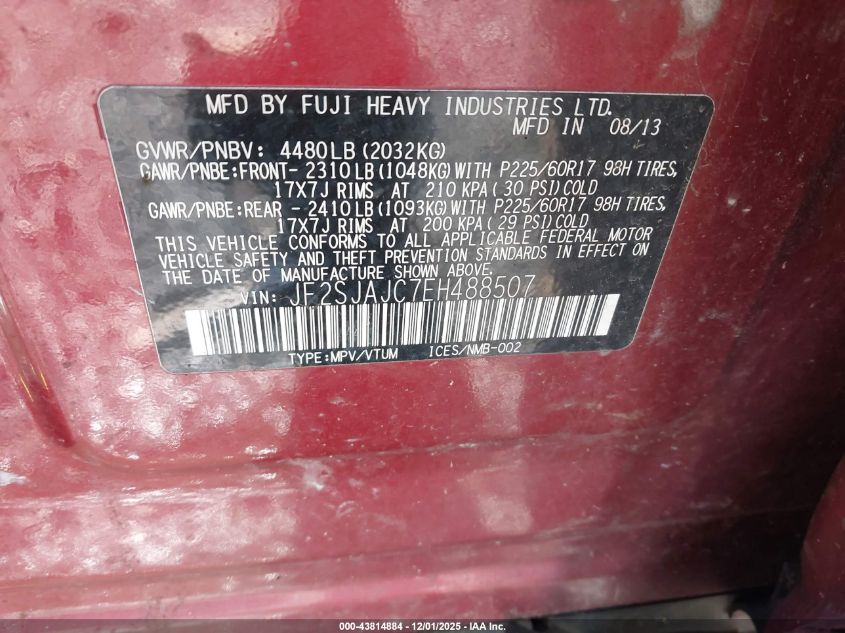 MFD BY FUJI HEAVY INDUSTRIES LTD.
MFD IN 08/13
GVWR/PNBV: 4480LB(2032KG)
GAWR/PNBE:FRONT- 2310LB(1048KG)WITH P225/60R17 98H TIRES,
17X7J RIMS AT 210 KPA(30 PSI)COLD
GAWR/PNBE:REAR - 2410LB(1093KG)WITH P225/60R17 98H TIRES,
17X7J RIMS AT 200 KPA(29 PSI)COLD
THIS VEHICLE CONFORMS TO ALL APPLICABLE FEDERAL MOTOR
VEHICLE SAFETY AND THEFT PREVENTION STANDARDS IN EFFECT ON
THE DATE OF MANUFACTURE SHOWN ABOVE.
VIN: JF2SJAJC7EH488507
TYPE:MPV/VTUM ICES/NMB-002
000-43814884 / 12/01/2025 - IAA Inc.